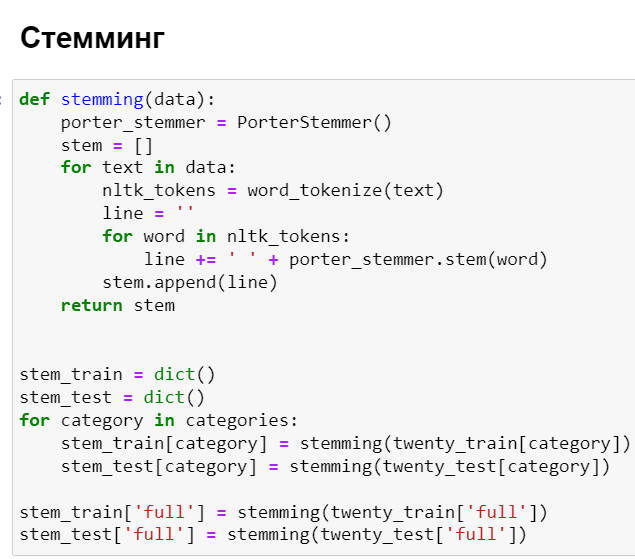 Стемминг
def stemming(data):
    porter_stemmer = PorterStemmer()
    stem = []
    for text in data:
        nltk_tokens = word_tokenize(text)
        line = ''
        for word in nltk_tokens:
            line += ' ' + porter_stemmer.stem(word)
        stem.append(line)
    return stem
stem_train = dict()
stem_test = dict()
for category in categories:
    stem_train[category] = stemming(twenty_train[category])
    stem_test[category] = stemming(twenty_test[category])
stem_train['full'] = stemming(twenty_train['full'])
stem_test['full'] = stemming(twenty_test['full'])